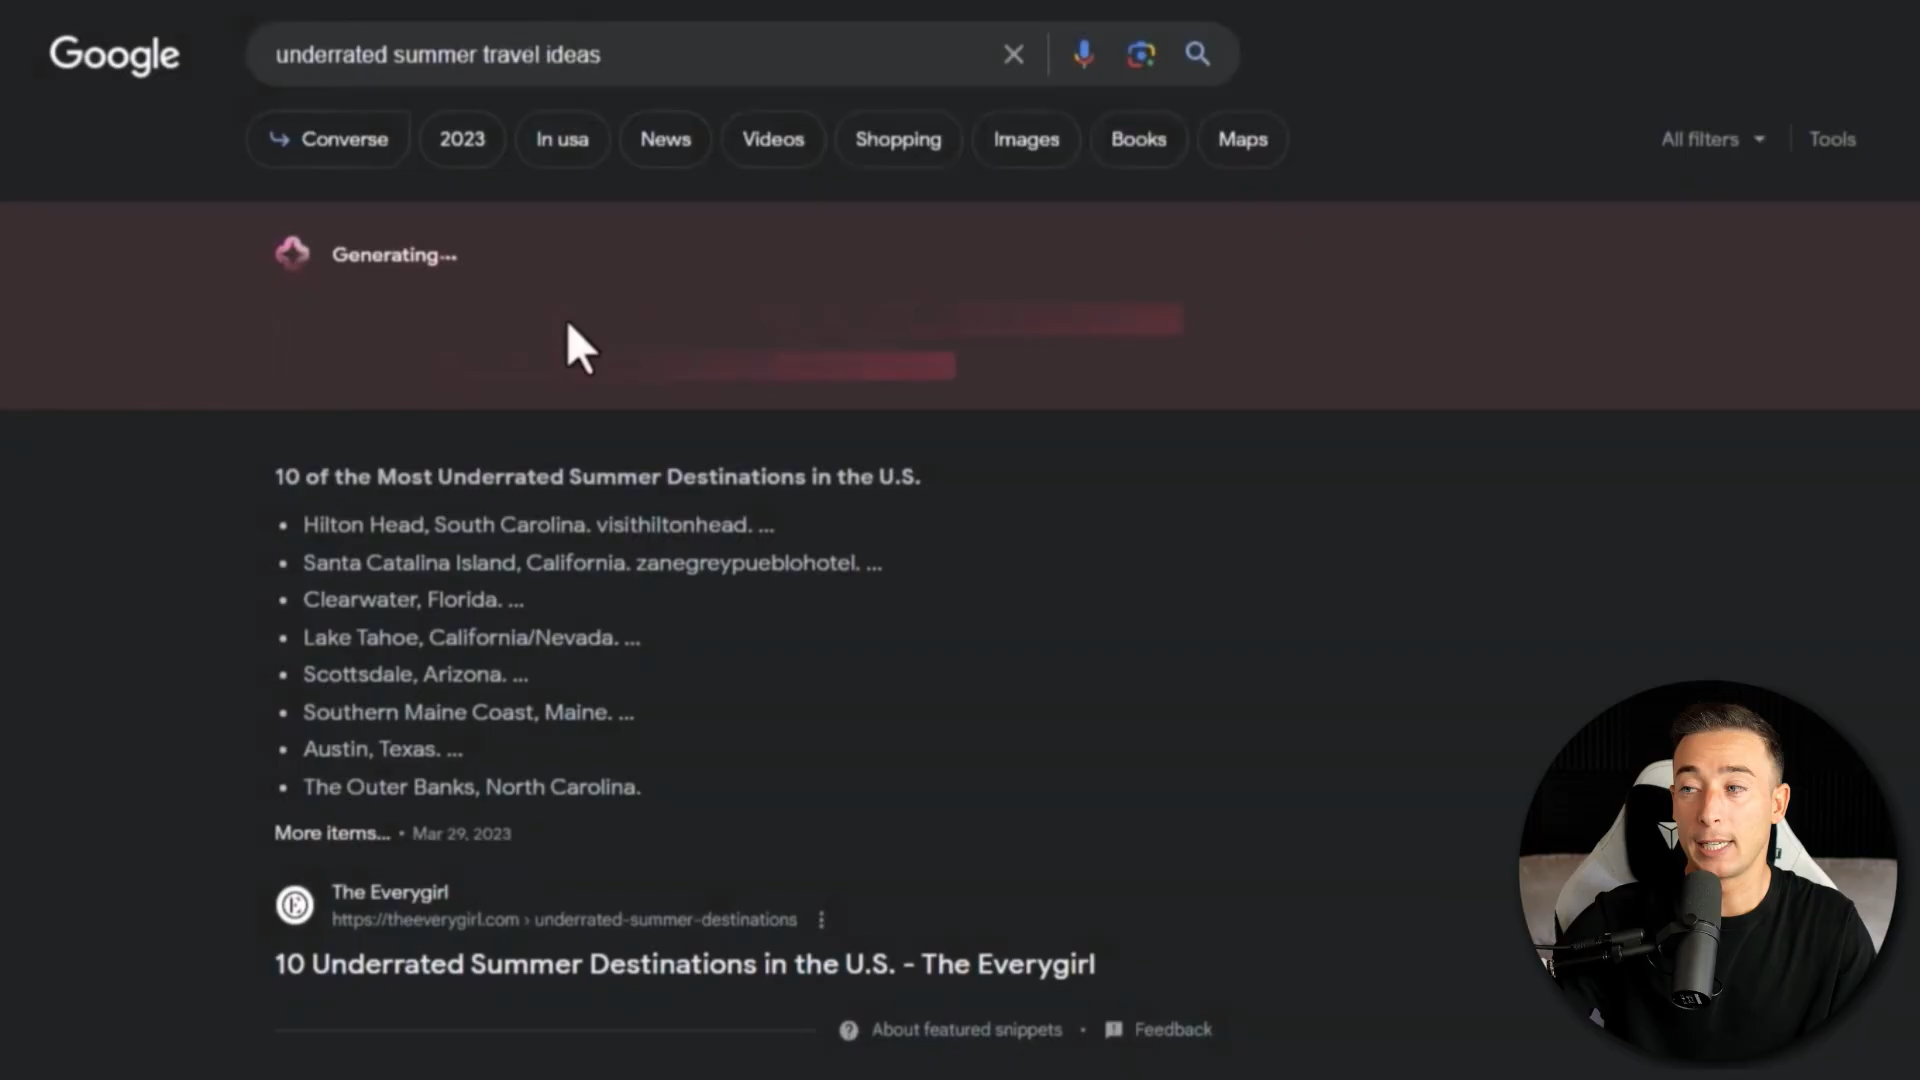 Google
underrated summer travel ideas
Converse
2023
In usa
News
Videos
Shopping
Images
Books
Maps
All filters
Tools
Generating...
10 of the Most Underrated Summer Destinations in the U.S.
• Hilton Head, South Carolina. visithiltonhead. ...
• Santa Catalina Island, California. zanegreypueblohotel. ...
• Clearwater, Florida. ...
• Lake Tahoe, California/Nevada. ...
• Scottsdale, Arizona. ...
• Southern Maine Coast, Maine. ...
• Austin, Texas. ...
• The Outer Banks, North Carolina.
More items... • Mar 29, 2023
The Everygirl
https://theeverygirl.com › underrated-summer-destinations
10 Underrated Summer Destinations in the U.S. - The Everygirl
About featured snippets • Feedback